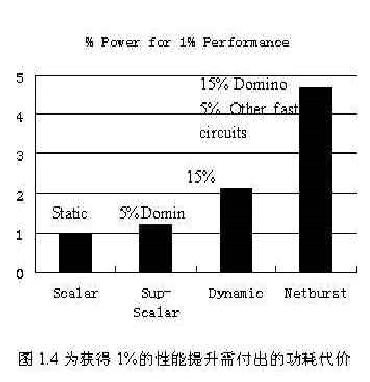 % Power for 1% Performance
5
15% Domino
5% Other fast
4
circuits
3
15%
2
Static
5%Domin
1
0
Scalar
Sup-
Scalar
Dynamic
Netburst
图 1.4 为获得 1%的性能提升需付出的功耗代价